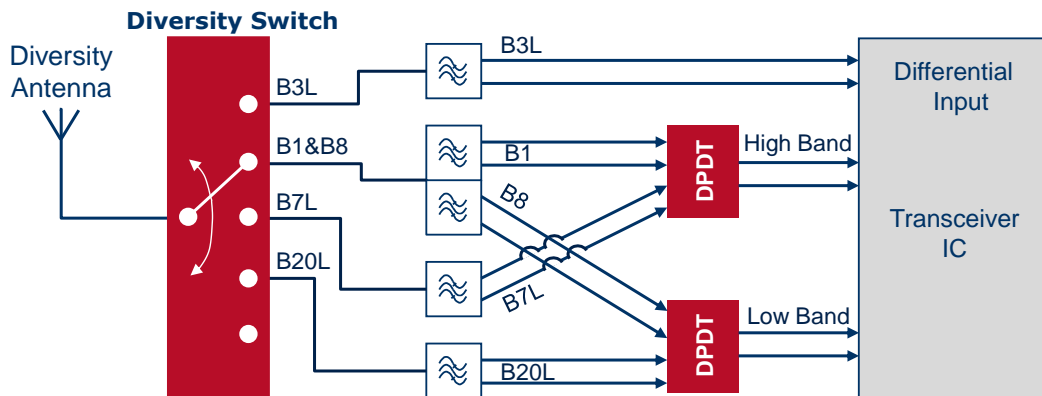 Diversity Switch
Diversity
Antenna
B3L
B1&B8
B7L
B20L
B3L
B1
B8
B7L
B20L
DPDT
DPDT
High Band
Low Band
Differential
Input
Transceiver
IC